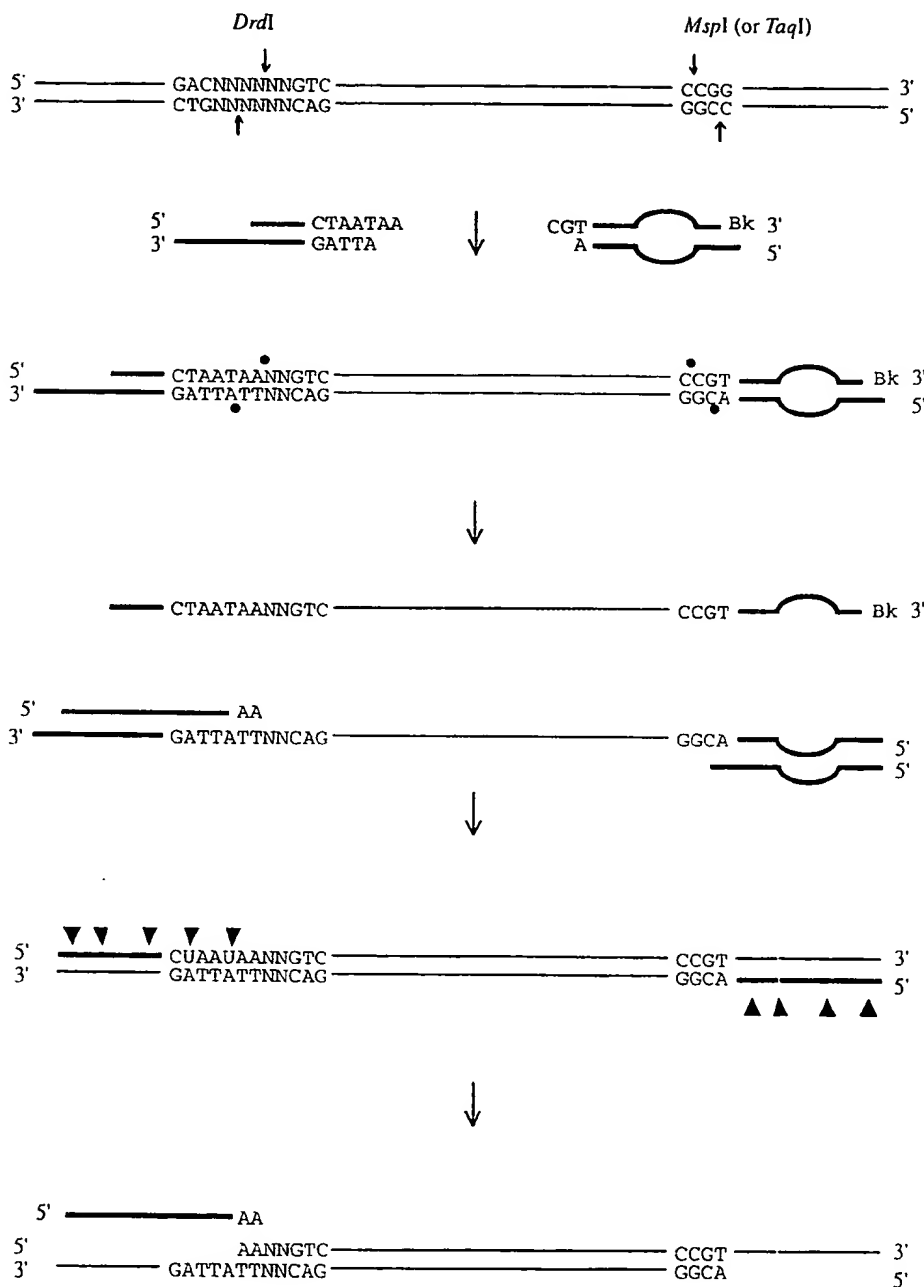 DrdI MspI (or TaqI)
5' GACNNNNNNGTC CCGG 3'
3' CTGNNNNNNCAG GGCC 5'
5' CTAATAA CGT Bk 3'
3' GATTA A 5'
5' CTAATAANNGTC CCGT Bk 3'
3' GATTATTNNCAG GGCA 5'
CTAATAANNGTC CCGT Bk 3'
5' AA
3' GATTATTNNCAG GGCA 5'
5'
5' CUAAUAANNGTC CCGT 3'
3' GATTATTNNCAG GGCA 5'
5' AA
5' AANNGTC CCGT 3'
3' GATTATTNNCAG GGCA 5'